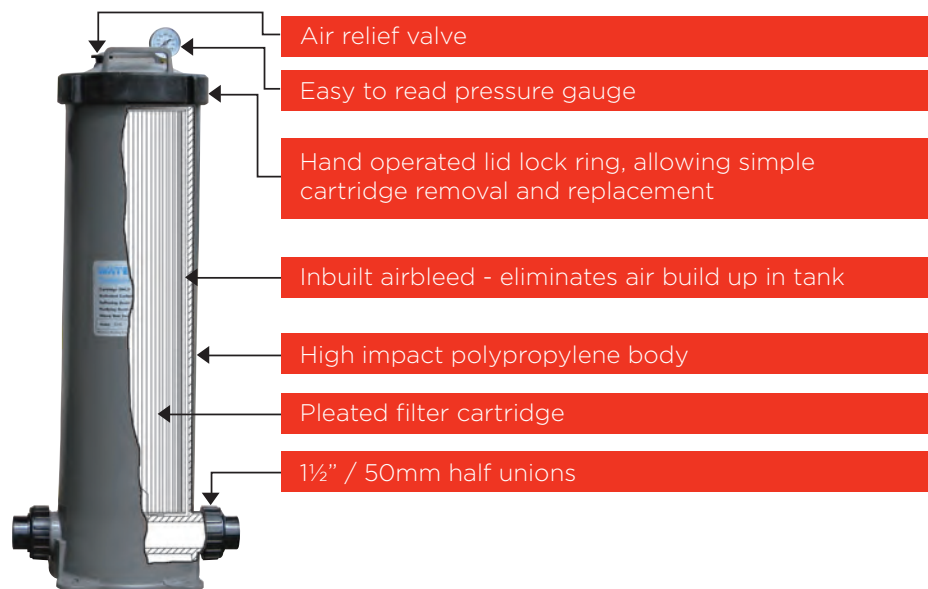 Air relief valve
Easy to read pressure gauge
Hand operated lid lock ring, allowing simple
cartridge removal and replacement
Inbuilt airbleed - eliminates air build up in tank
High impact polypropylene body
Pleated filter cartridge
1½” / 50mm half unions